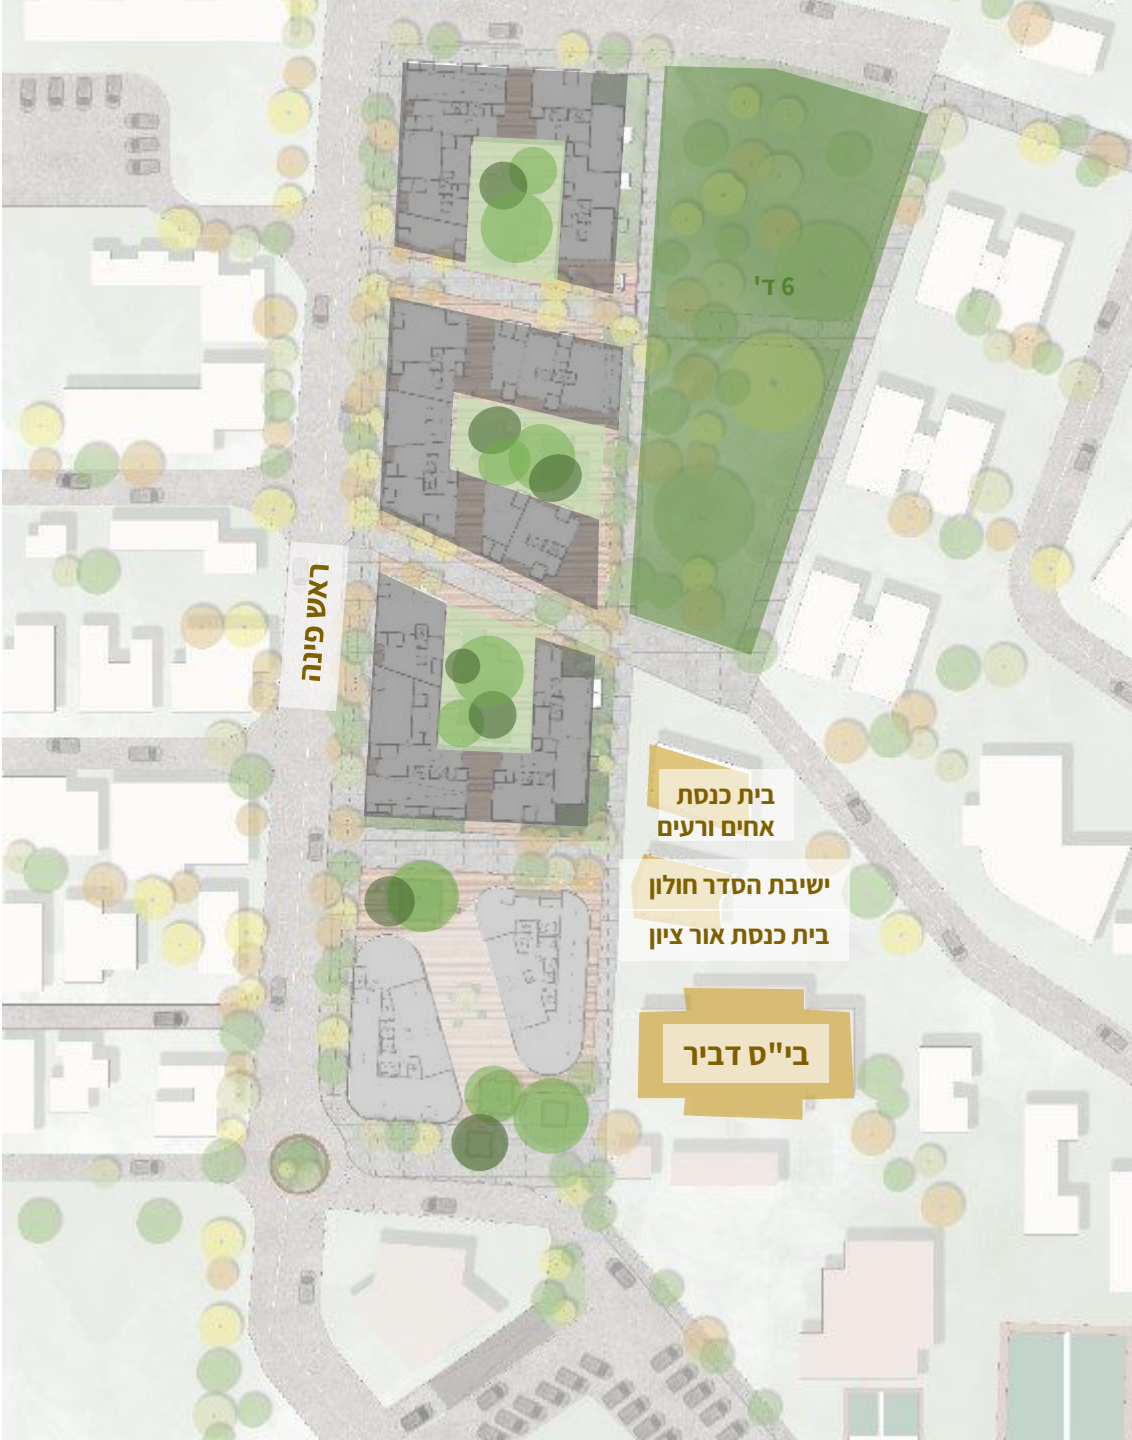 6 ד'
ראש פינה
בית כנסת
אחים ורעים
ישיבת הסדר חולון
בית כנסת אור ציון
בי"ס דביר